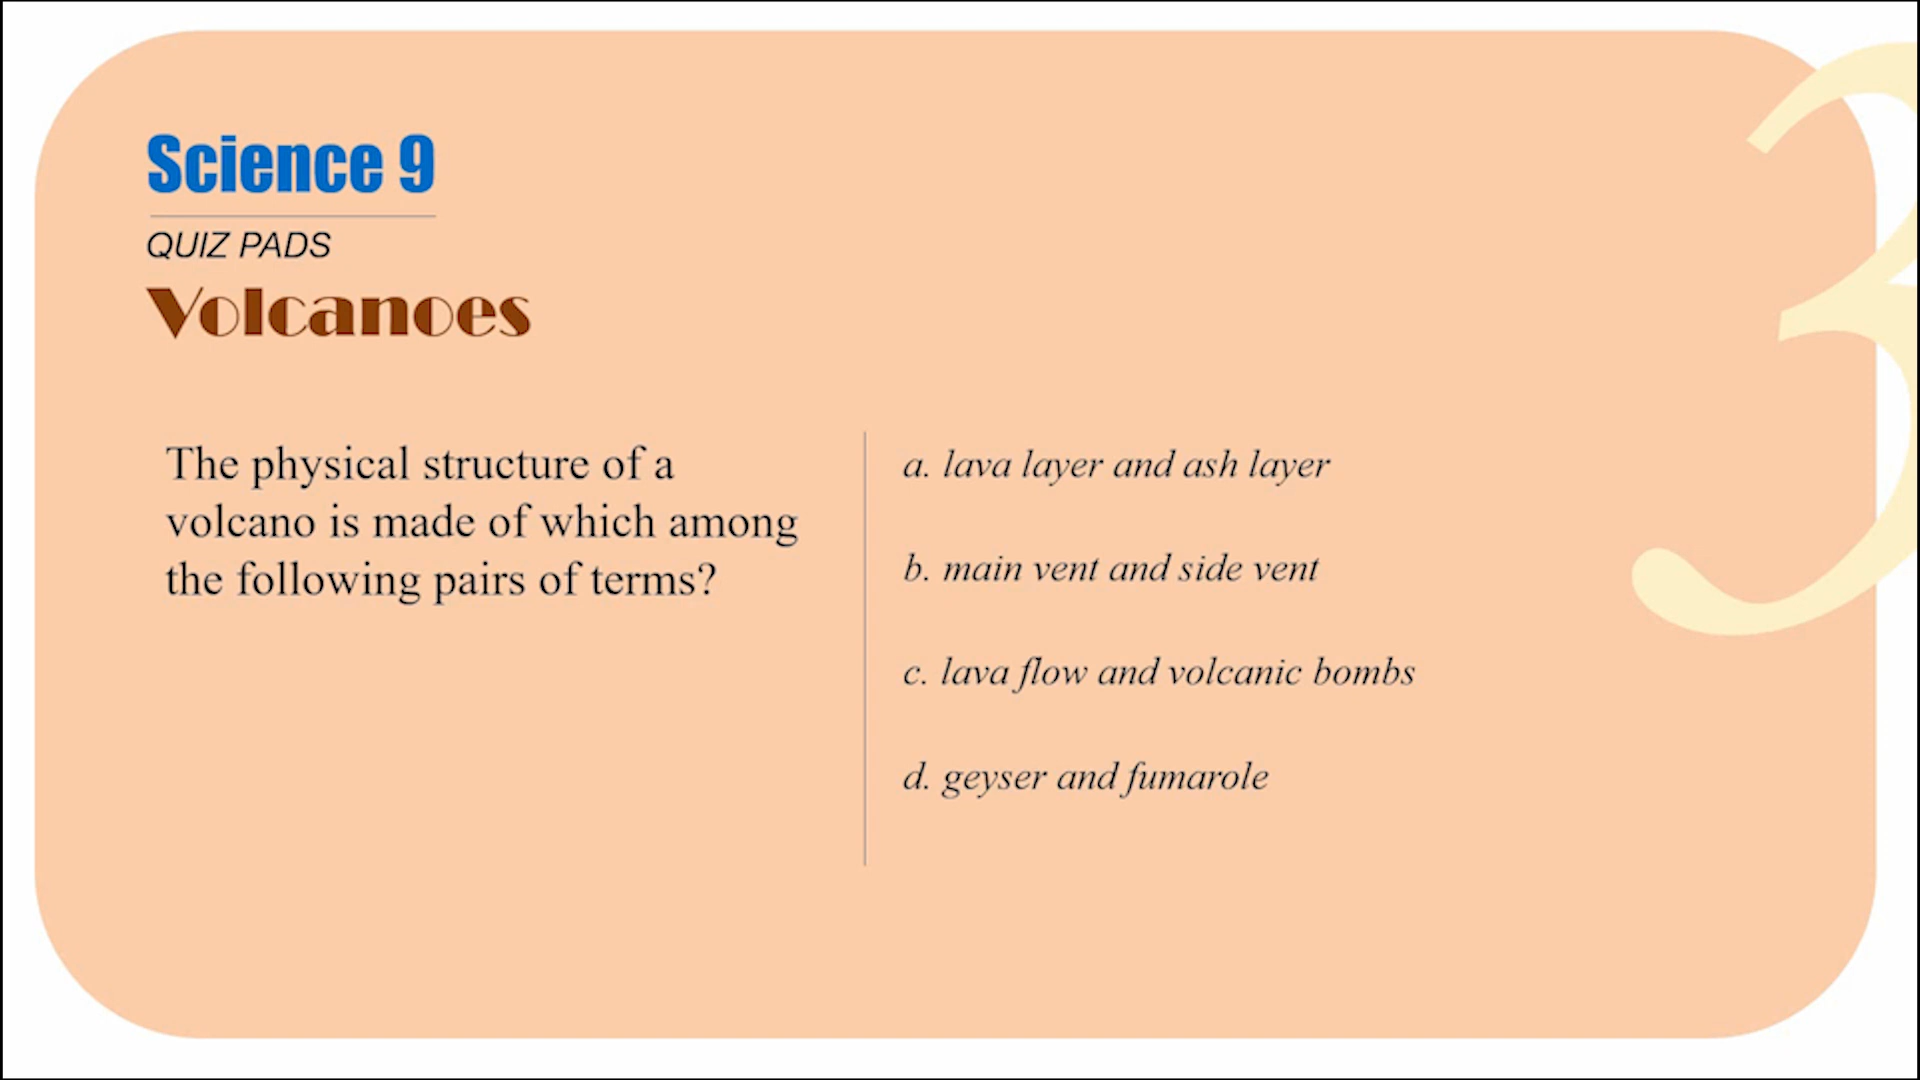 Science 9
QUIZ PADS
Volcanoes
3
The physical structure of a
volcano is made of which among
the following pairs of terms?
a. lava layer and ash layer
b. main vent and side vent
c. lava flow and volcanic bombs
d. geyser and fumarole